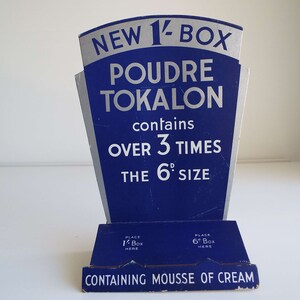 NEW 1/- BOX
POUDRE
TOKALON
contains
OVER 3 TIMES
THE 6D SIZE
PLACE
1/- BOX
HERE
PLACE
6D BOX
HERE
CONTAINING MOUSSE OF CREAM